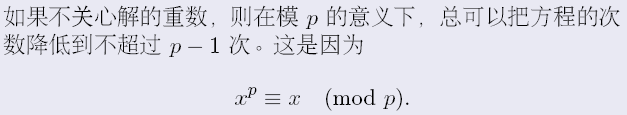 如果不关心解的重数，则在模 p 的意义下，总可以把方程的次
数降低到不超过 p − 1 次。这是因为
x^p ≡ x (mod p).